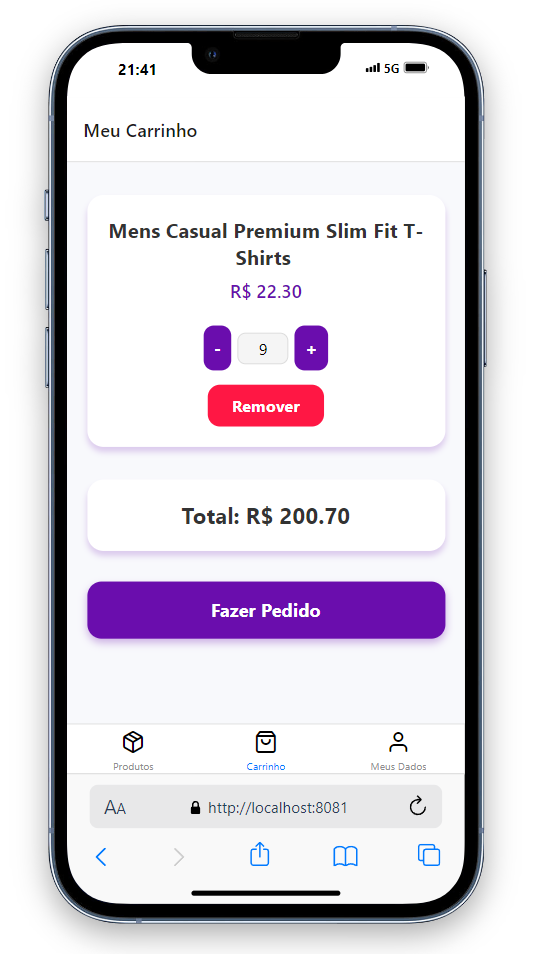 21:41
5G
Meu Carrinho
Mens Casual Premium Slim Fit T-
Shirts
R$ 22.30
- 9 +
Remover
Total: R$ 200.70
Fazer Pedido
Produtos Carrinho Meus Dados
AA http://localhost:8081